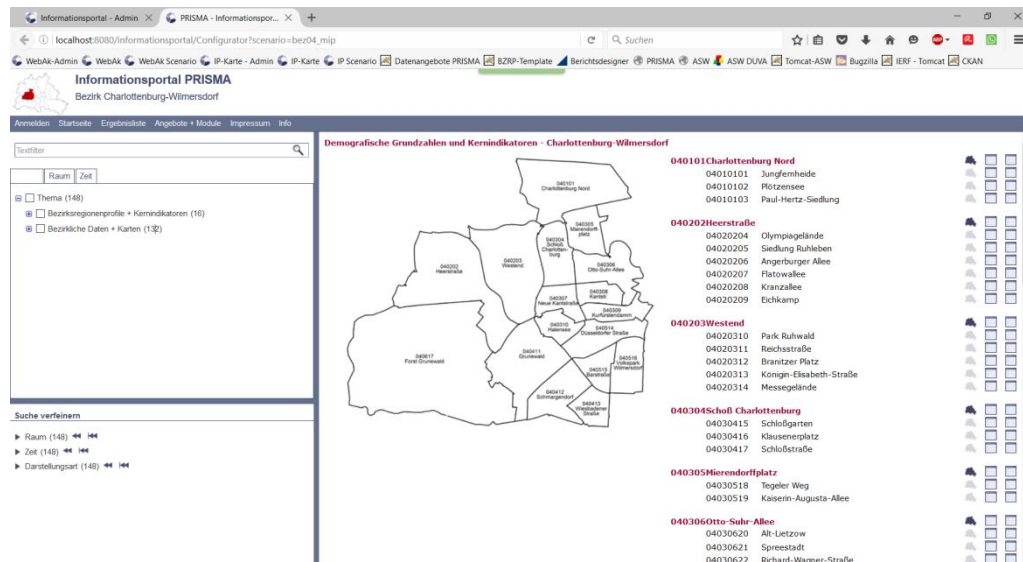 Informationsportal - Admin
PRISMA - Informationspor...
localhost:8080/informationsportal/Configurator?scenario=bez04_mip
Suchen
WebAk-Admin WebAk WebAk Scenario IP-Karte - Admin IP-Karte IP Scenario Datenangebote PRISMA BZRP-Template Berichtsdesigner PRISMA ASW ASW DUVA Tomcat-ASW Bugzilla IERF - Tomcat CKAN
Informationsportal PRISMA
Bezirk Charlottenburg-Wilmersdorf
Anmelden Startseite Ergebnisliste Angebote + Module Impressum Info
Textfilter
Raum Zeit
Thema (148)
Bezirksregionenprofile + Kernindikatoren (16)
Bezirkliche Daten + Karten (132)
Suche verfeinern
Raum (148)
Zeit (148)
Darstellungsart (148)
Demografische Grundzahlen und Kernindikatoren - Charlottenburg-Wilmersdorf
040101
Charlottenburg Nord
040305
Mierendorff-
platz
040304
Schloß
Charlotten-
burg
040202
Heerstraße
040203
Westend
040306
Otto-Suhr-Allee
040307
Neue Kantstraße
040308
Kantstr.
040309
Kurfürstendamm
040310
Halensee
040514
Düsseldorfer Straße
040617
Forst Grunewald
040411
Grunewald
040516
Volkspark
Wilmersdorf
040515
Barstraße
040412
Schmargendorf
040413
Wiesbadener
Straße
040101Charlottenburg Nord
04010101 Jungfernheide
04010102 Plötzensee
04010103 Paul-Hertz-Siedlung
040202Heerstraße
04020204 Olympiagelände
04020205 Siedlung Ruhleben
04020206 Angerburger Allee
04020207 Flatowallee
04020208 Kranzallee
04020209 Eichkamp
040203Westend
04020310 Park Ruhwald
04020311 Reichsstraße
04020312 Branitzer Platz
04020313 Königin-Elisabeth-Straße
04020314 Messegelände
040304Schoß Charlottenburg
04030415 Schloßgarten
04030416 Klausenerplatz
04030417 Schloßstraße
040305Mierendorffplatz
04030518 Tegeler Weg
04030519 Kaiserin-Augusta-Allee
040306Otto-Suhr-Allee
04030620 Alt-Lietzow
04030621 Spreestadt
04030622 Richard-Wagner-Straße